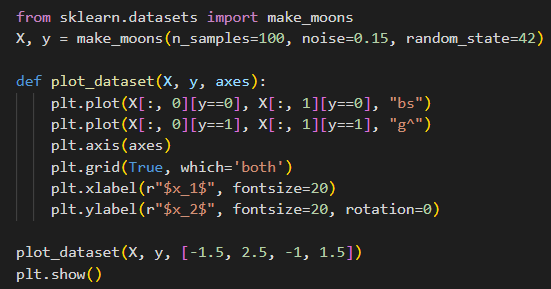 from sklearn.datasets import make_moons
X, y = make_moons(n_samples=100, noise=0.15, random_state=42)

def plot_dataset(X, y, axes):
    plt.plot(X[:, 0][y==0], X[:, 1][y==0], "bs")
    plt.plot(X[:, 0][y==1], X[:, 1][y==1], "g^")
    plt.axis(axes)
    plt.grid(True, which='both')
    plt.xlabel(r"$x_1$", fontsize=20)
    plt.ylabel(r"$x_2$", fontsize=20, rotation=0)

plot_dataset(X, y, [-1.5, 2.5, -1, 1.5])
plt.show()